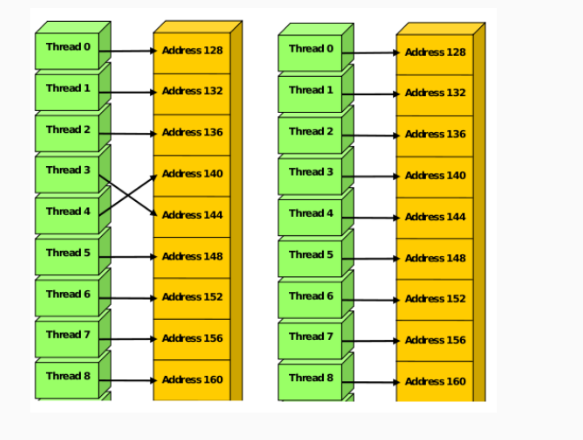 Thread 0 Address 128 Thread 0 Address 128
Thread 1 Address 132 Thread 1 Address 132
Thread 2 Address 136 Thread 2 Address 136
Thread 3 Address 140 Thread 3 Address 140
Thread 4 Address 144 Thread 4 Address 144
Thread 5 Address 148 Thread 5 Address 148
Thread 6 Address 152 Thread 6 Address 152
Thread 7 Address 156 Thread 7 Address 156
Thread 8 Address 160 Thread 8 Address 160